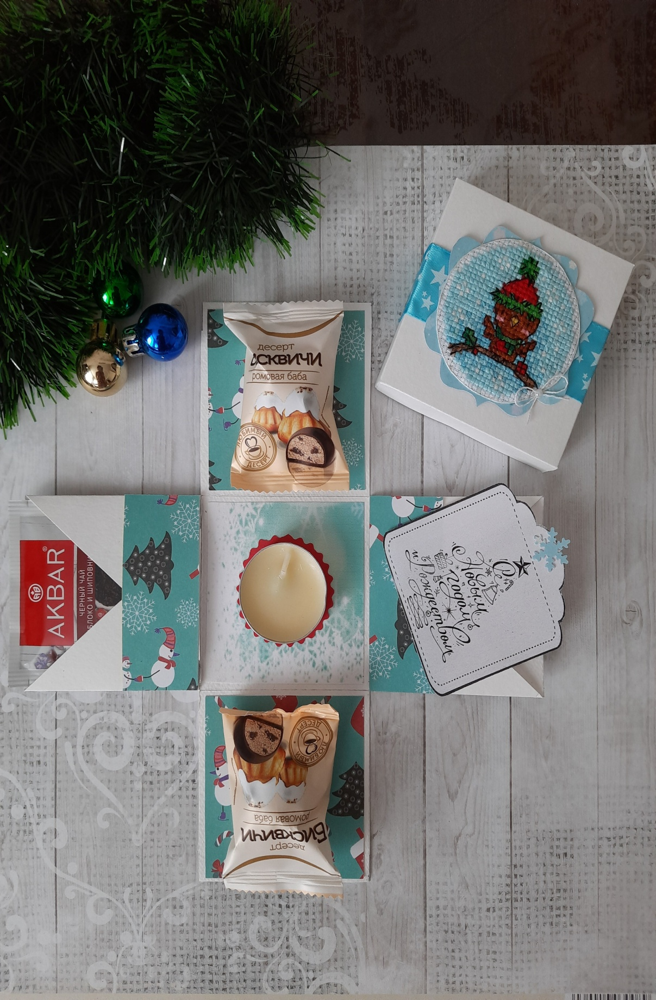 десерт
сквичи
ромовая баба
ЛЮБИМЫЙ
ДЕСЕРТ
AKBAR®
ЧЕРНЫЙ ЧАЙ
БЛОКО И ШИПОВНИ
С
Новым
годом
и Рождеством
ДЕСЕРТ
ЛЮБИМЫЙ
десерт
Бисквичи
ромовая баба